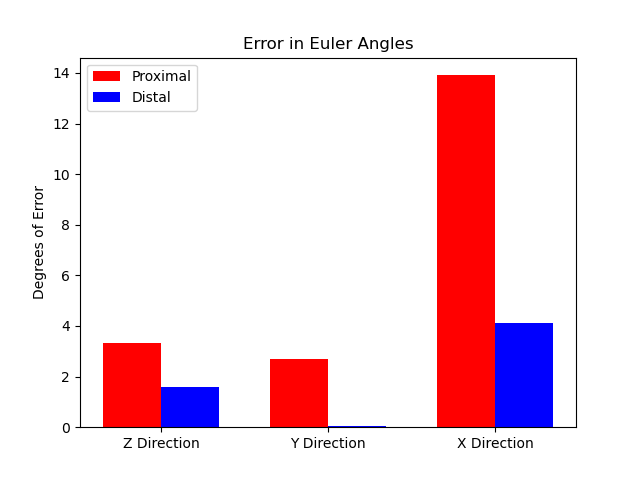 Error in Euler Angles
Proximal
Distal
Degrees of Error
14
12
10
8
6
4
2
0
Z Direction
Y Direction
X Direction